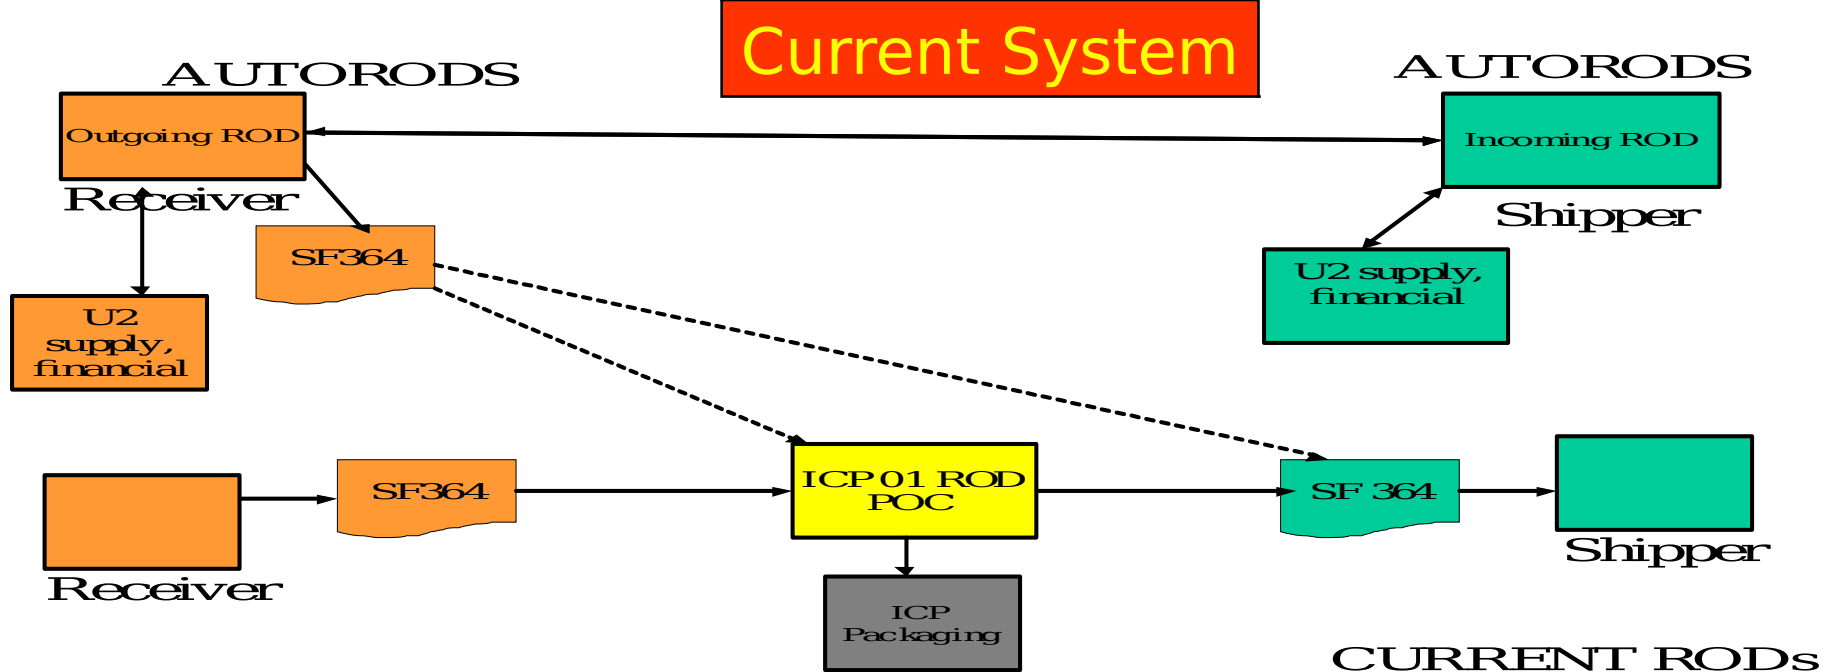 Current System
AUTORODS
AUTORODS
Outgoing ROD
Incoming ROD
Receiver
Shipper
SF364
U2 supply,
financial
U2
supply,
financial
ICP 01 ROD
POC
SF364
SF 364
Shipper
Receiver
ICP
Packaging
CURRENT RODs